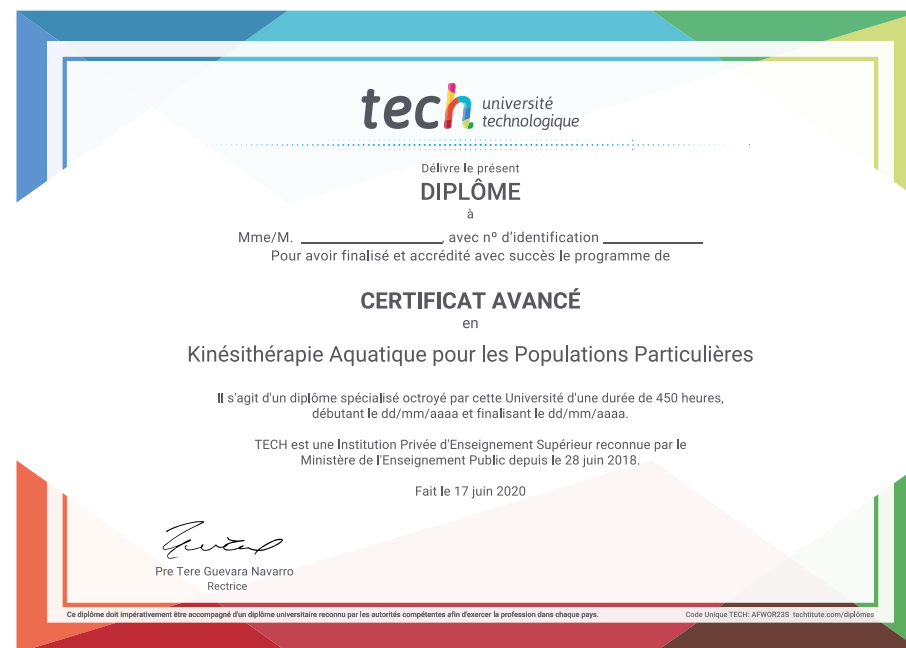 tech université
technologique
Délivre le présent
DIPLÔME
à
Mme/M. ____________________, avec nº d'identification ______________
Pour avoir finalisé et accrédité avec succès le programme de
CERTIFICAT AVANCÉ
en
Kinésithérapie Aquatique pour les Populations Particulières
Il s'agit d'un diplôme spécialisé octroyé par cette Université d'une durée de 450 heures,
débutant le dd/mm/aaaa et finalisant le dd/mm/aaaa.
TECH est une Institution Privée d'Enseignement Supérieur reconnue par le
Ministère de l'Enseignement Public depuis le 28 juin 2018.
Fait le 17 juin 2020
Pre Tere Guevara Navarro
Rectrice
Ce diplôme doit impérativement être accompagné d'un diplôme universitaire reconnu par les autorités compétentes afin d'exercer la profession dans chaque pays.
Code Unique TECH: AFWOR23S techtitute.com/diplômes